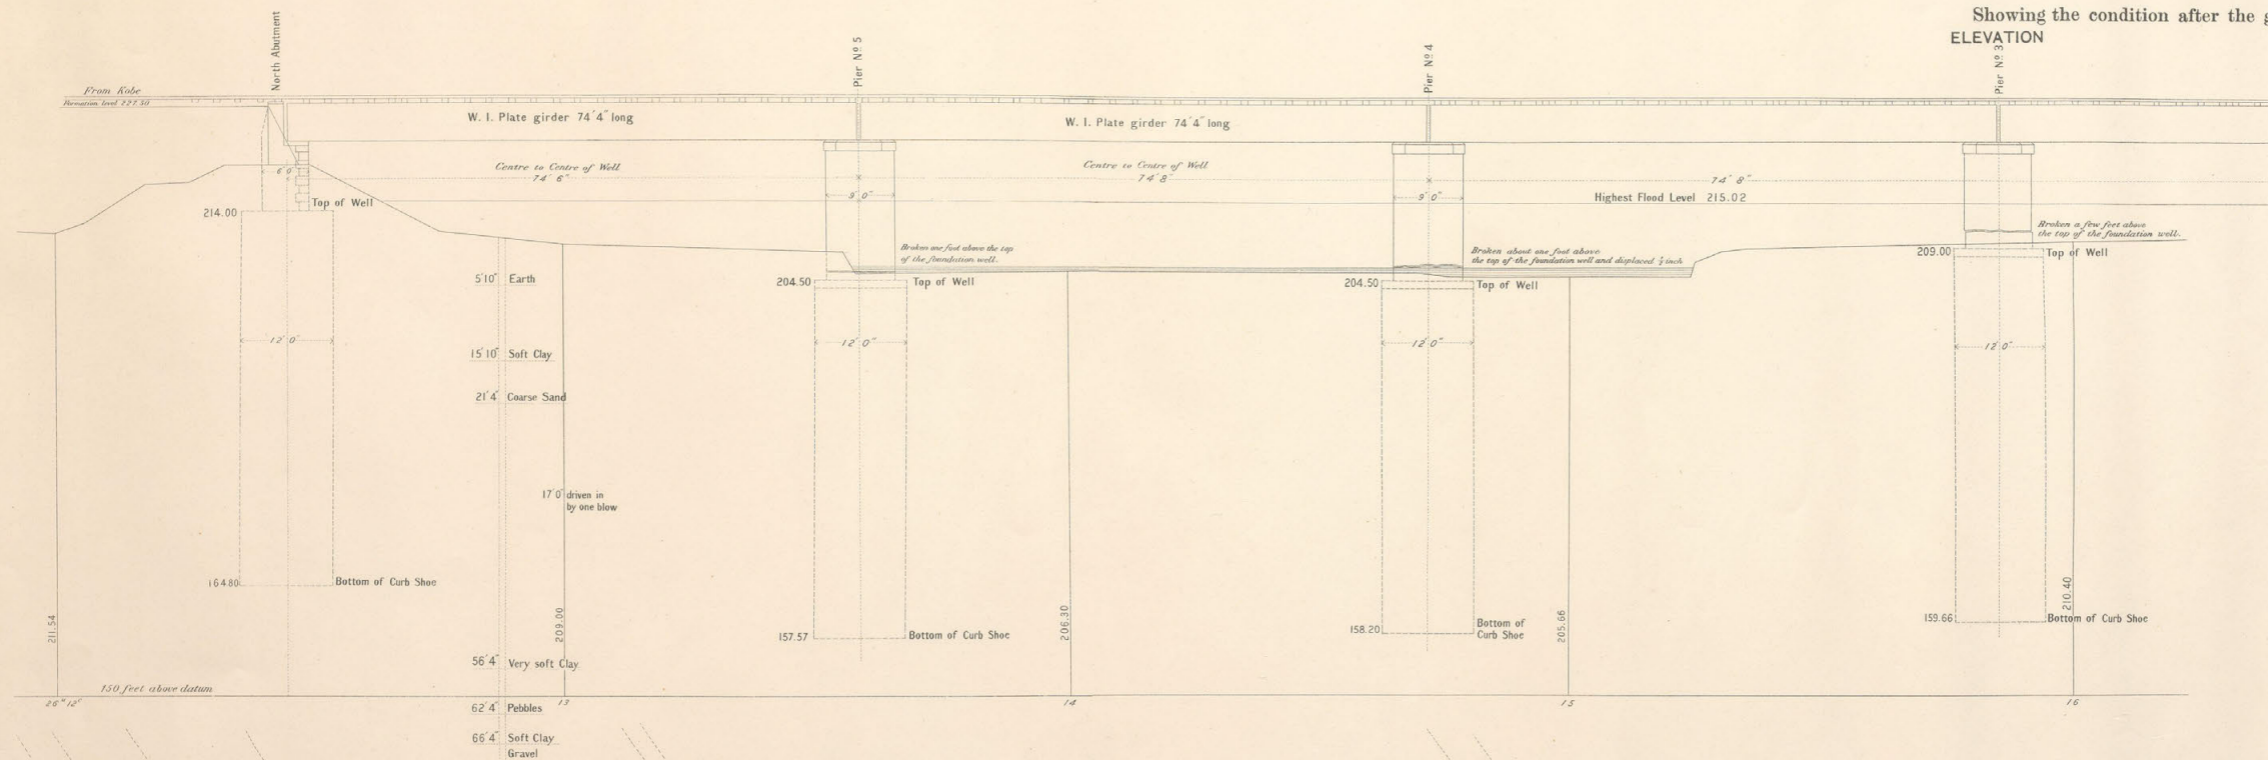 Showing the condition after the
ELEVATION
North Abutment
Pier Nº 5
Pier Nº 4
Pier Nº 3
From Kobe
Formation level 227.50
W. I. Plate girder 74' 4" long
W. I. Plate girder 74' 4" long
Centre to Centre of Well
74' 6"
Centre to Centre of Well
74' 8"
74' 8"
6' 0"
9' 0"
9' 0"
Highest Flood Level 215.02
214.00
Top of Well
Broken one foot above the top
of the foundation well.
Broken about one foot above
the top of the foundation well and displaced ½ inch
Broken a few feet above
the top of the foundation well.
204.50
Top of Well
204.50
Top of Well
209.00
Top of Well
5' 10" Earth
12' 0"
12' 0"
12' 0"
12' 0"
15' 10" Soft Clay
21' 4" Coarse Sand
17' 0" driven in
by one blow
164.80
Bottom of Curb Shoe
157.57
Bottom of Curb Shoe
158.20
Bottom of
Curb Shoe
159.66
Bottom of Curb Shoe
211.54
209.00
206.30
205.66
210.40
56' 4" Very soft Clay
150 feet above datum
13
14
15
16
62' 4" Pebbles
66' 4" Soft Clay
Gravel